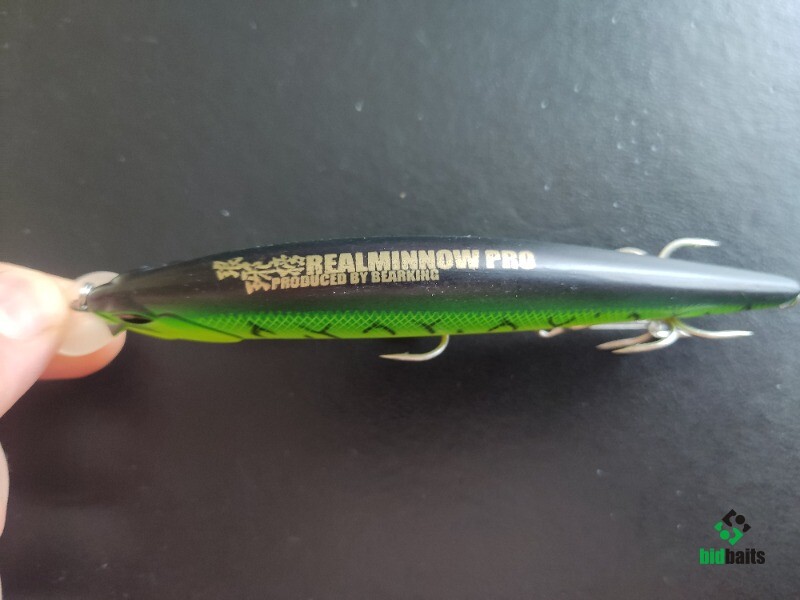 REALMINNOW PRO
PRODUCED BY BEARKING
bidbaits